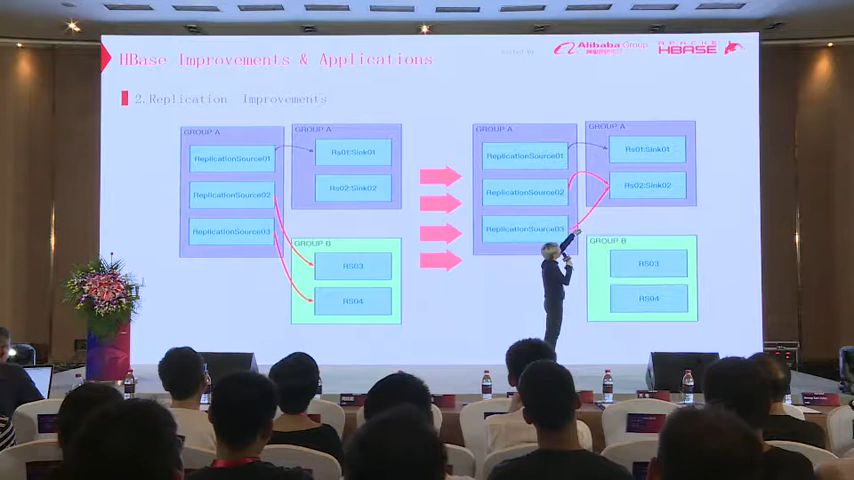 HBase Improvements & Applications
Alibaba Group
APACHE
HBASE
2.Replication Improvements
GROUP A
ReplicationSource01
ReplicationSource02
ReplicationSource03
GROUP A
Rs01:Sink01
Rs02:Sink02
GROUP B
RS03
RS04
GROUP A
ReplicationSource01
ReplicationSource02
ReplicationSource03
GROUP A
Rs01:Sink01
Rs02:Sink02
GROUP B
RS03
RS04